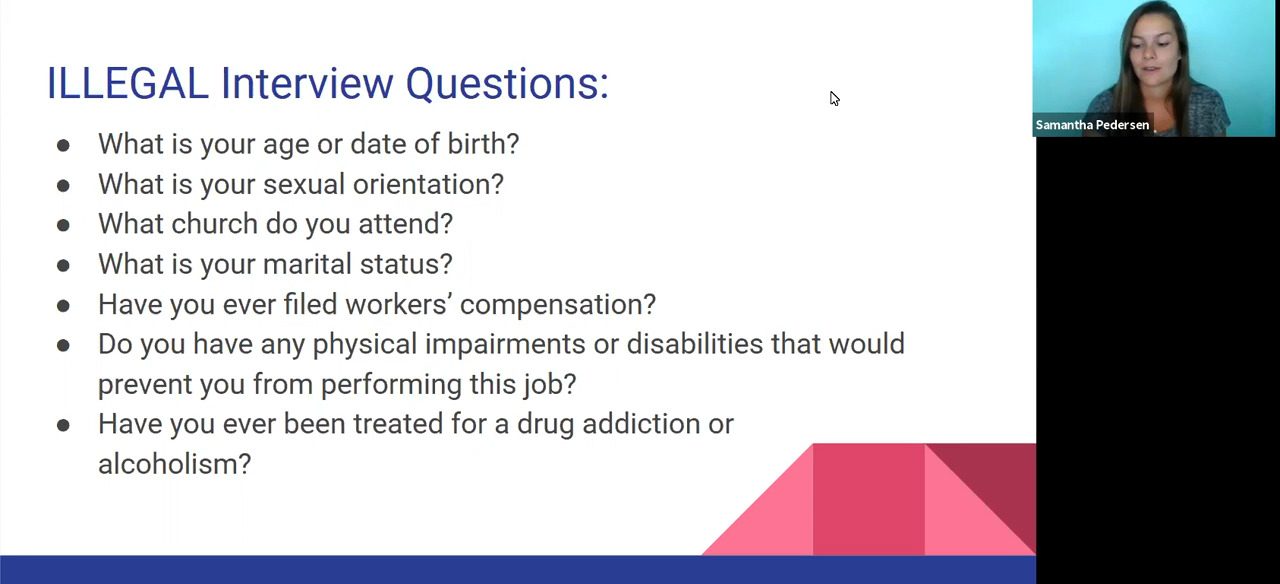 ILLEGAL Interview Questions:
● What is your age or date of birth?
● What is your sexual orientation?
● What church do you attend?
● What is your marital status?
● Have you ever filed workers’ compensation?
● Do you have any physical impairments or disabilities that would
prevent you from performing this job?
● Have you ever been treated for a drug addiction or
alcoholism?
Samantha Pedersen